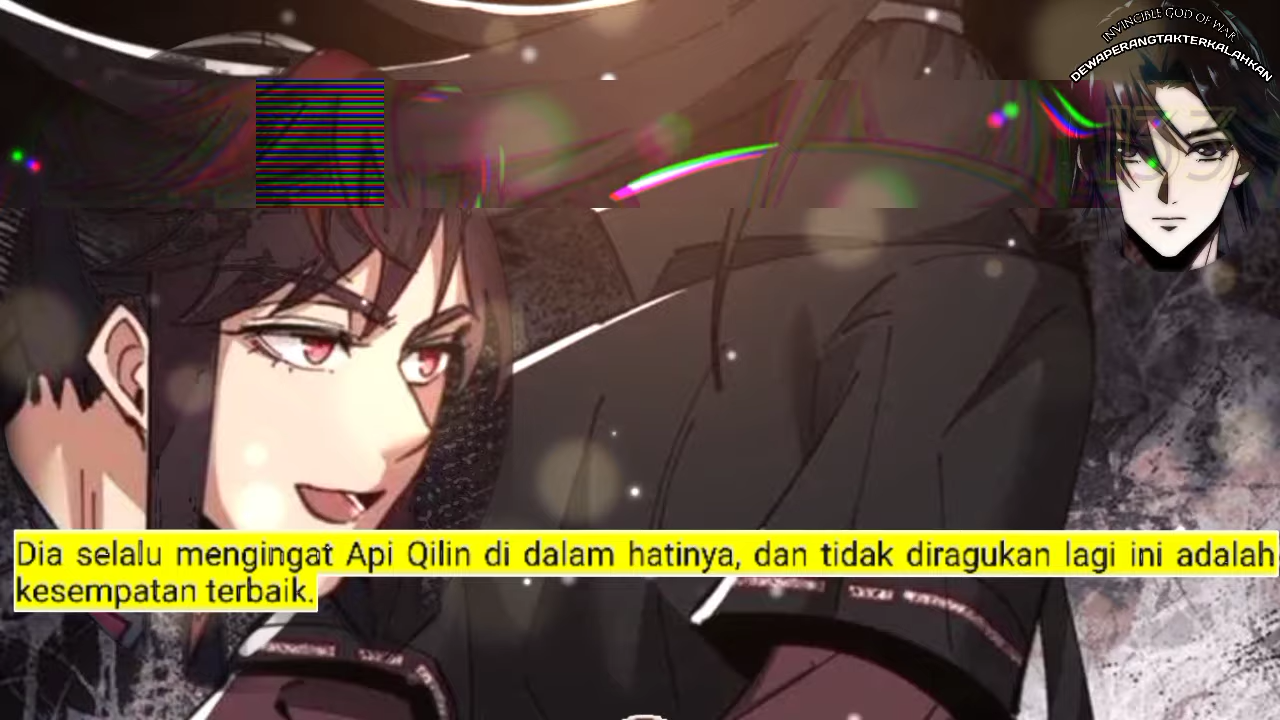 INVINCIBLE GOD OF WAR
DEWAPERANGTAKTERKALAHKAN
Dia selalu mengingat Api Qilin di dalam hatinya, dan tidak diragukan lagi ini adalah
kesempatan terbaik.